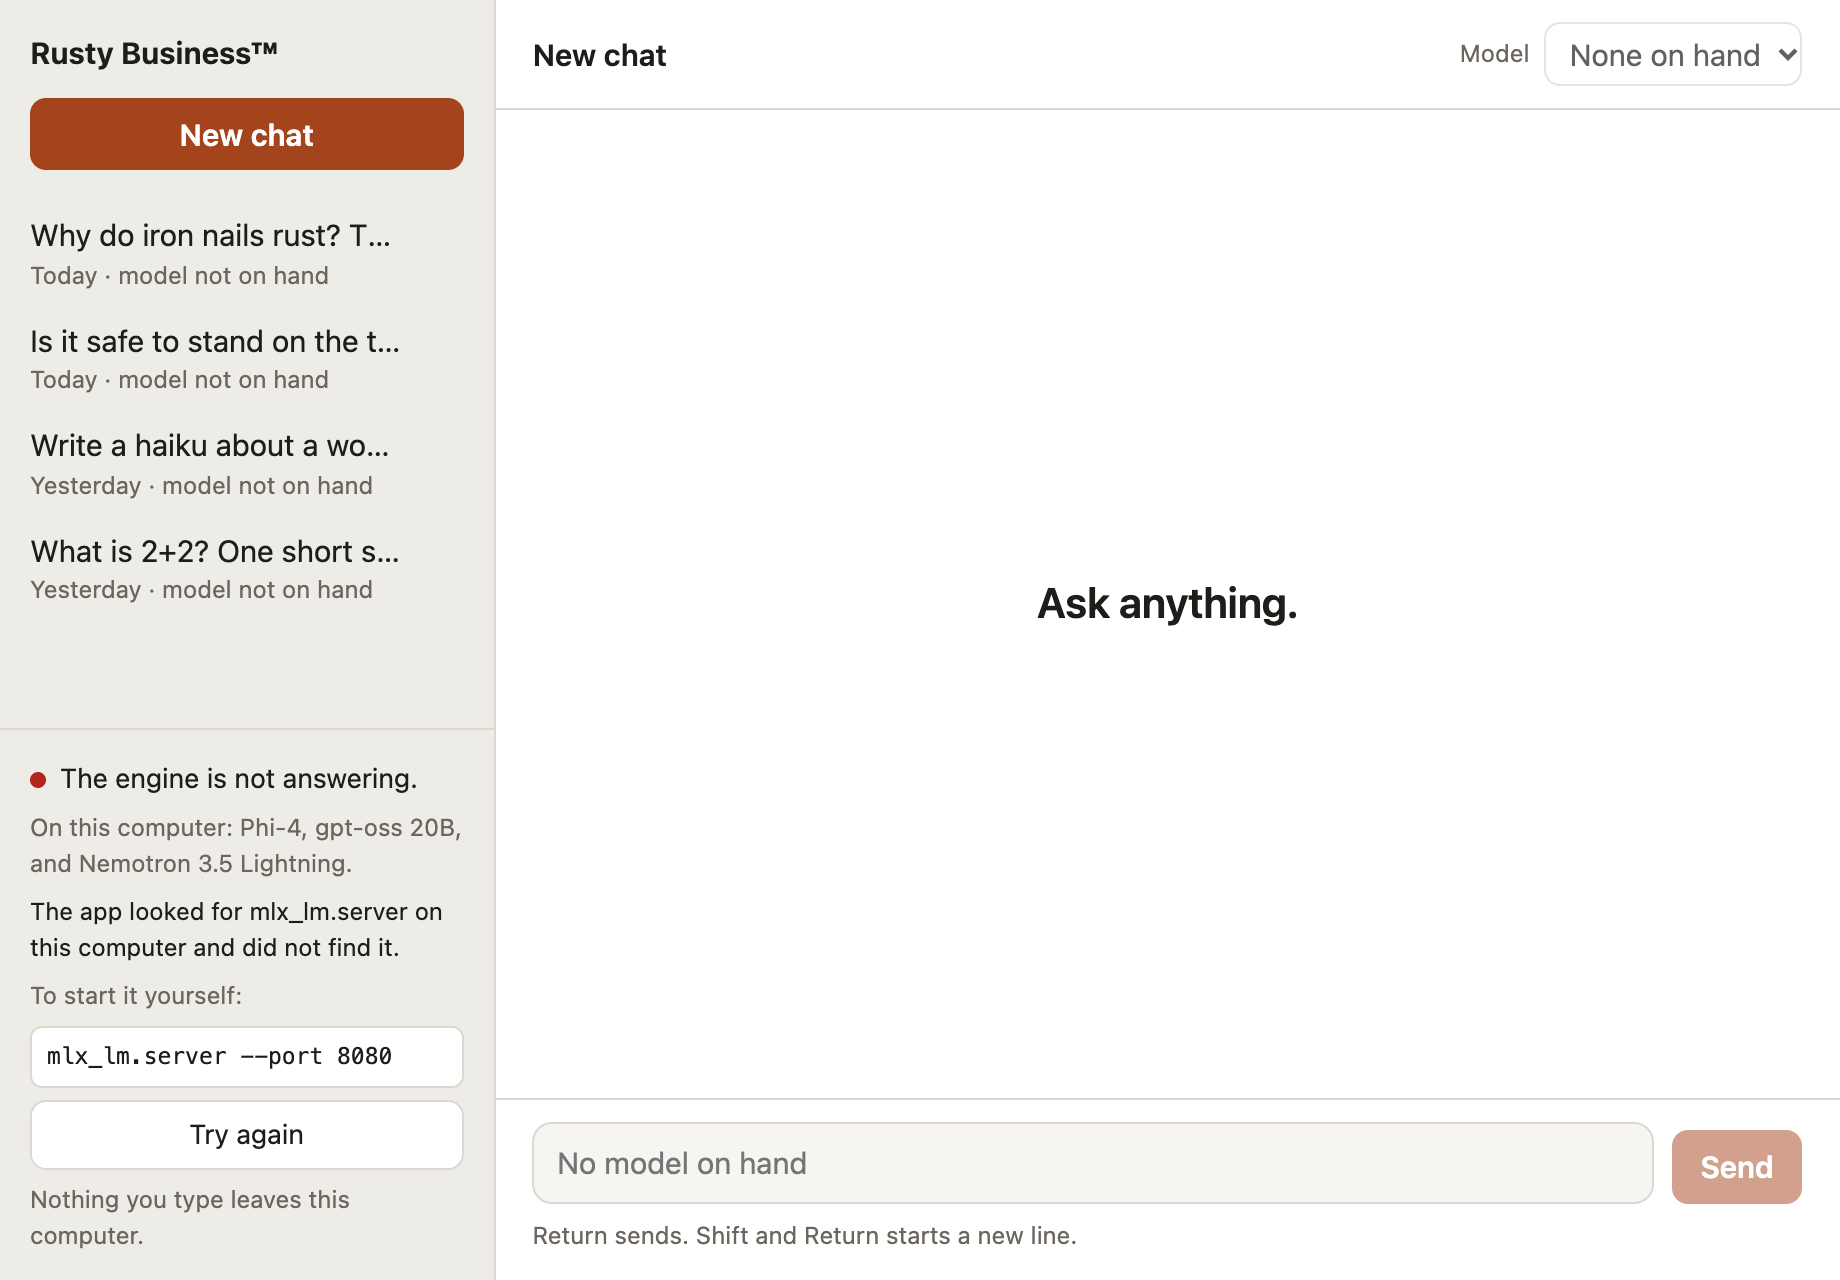 Rusty Business™
New chat
Why do iron nails rust? T...
Today · model not on hand
Is it safe to stand on the t...
Today · model not on hand
Write a haiku about a wo...
Yesterday · model not on hand
What is 2+2? One short s...
Yesterday · model not on hand
The engine is not answering.
On this computer: Phi-4, gpt-oss 20B,
and Nemotron 3.5 Lightning.
The app looked for mlx_lm.server on
this computer and did not find it.
To start it yourself:
mlx_lm.server --port 8080
Try again
Nothing you type leaves this
computer.
New chat
Model
None on hand
Ask anything.
No model on hand
Send
Return sends. Shift and Return starts a new line.